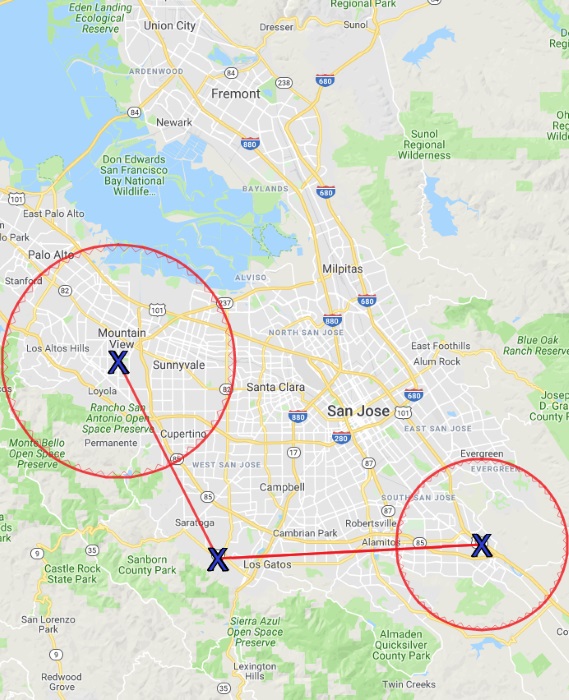 Eden Landing
Ecological
Reserve
Union City
Regional Park
Dresser
Sunol
ARDENWOOD
84
238
680
Fremont
84
Newark
880
Sunol
Regional
Wilderness
Don Edwards
San Francisco
Bay National
Wildlife...
BAYLANDS
680
101
East Palo Alto
lo Park
Palo Alto
Milpitas
Stanford
82
ALVISO
101
237
680
880
Mountain
View
NORTH SAN JOSE
Los Altos Hills
Sunnyvale
East Foothills
Alum Rock
Blue Oak
Ranch Reserve
X
Loyola
82
Santa Clara
680
Rancho San
Antonio Open
Space Preserve
880
San Jose
101
Josep
D. Gra
County P
Permanente
Cupertino
280
EAST SAN JOSE
Monte Bello
Open Space
Preserve
85
WEST SAN JOSE
17
87
Evergreen
EVERGREEN
Campbell
85
SOUTH SAN JOSE
87
Saratoga
Robertsville
Cambrian Park
Alamitos
85
X
9
35
Sanborn
County Park
X
Los Gatos
Castle Rock
State Park
San Lorenzo
Park
Sierra Azul
Open Space
Preserve
Almaden
Quicksilver
County Park
9
Lexington
Hills
Redwood
Grove
35
Twin Creeks